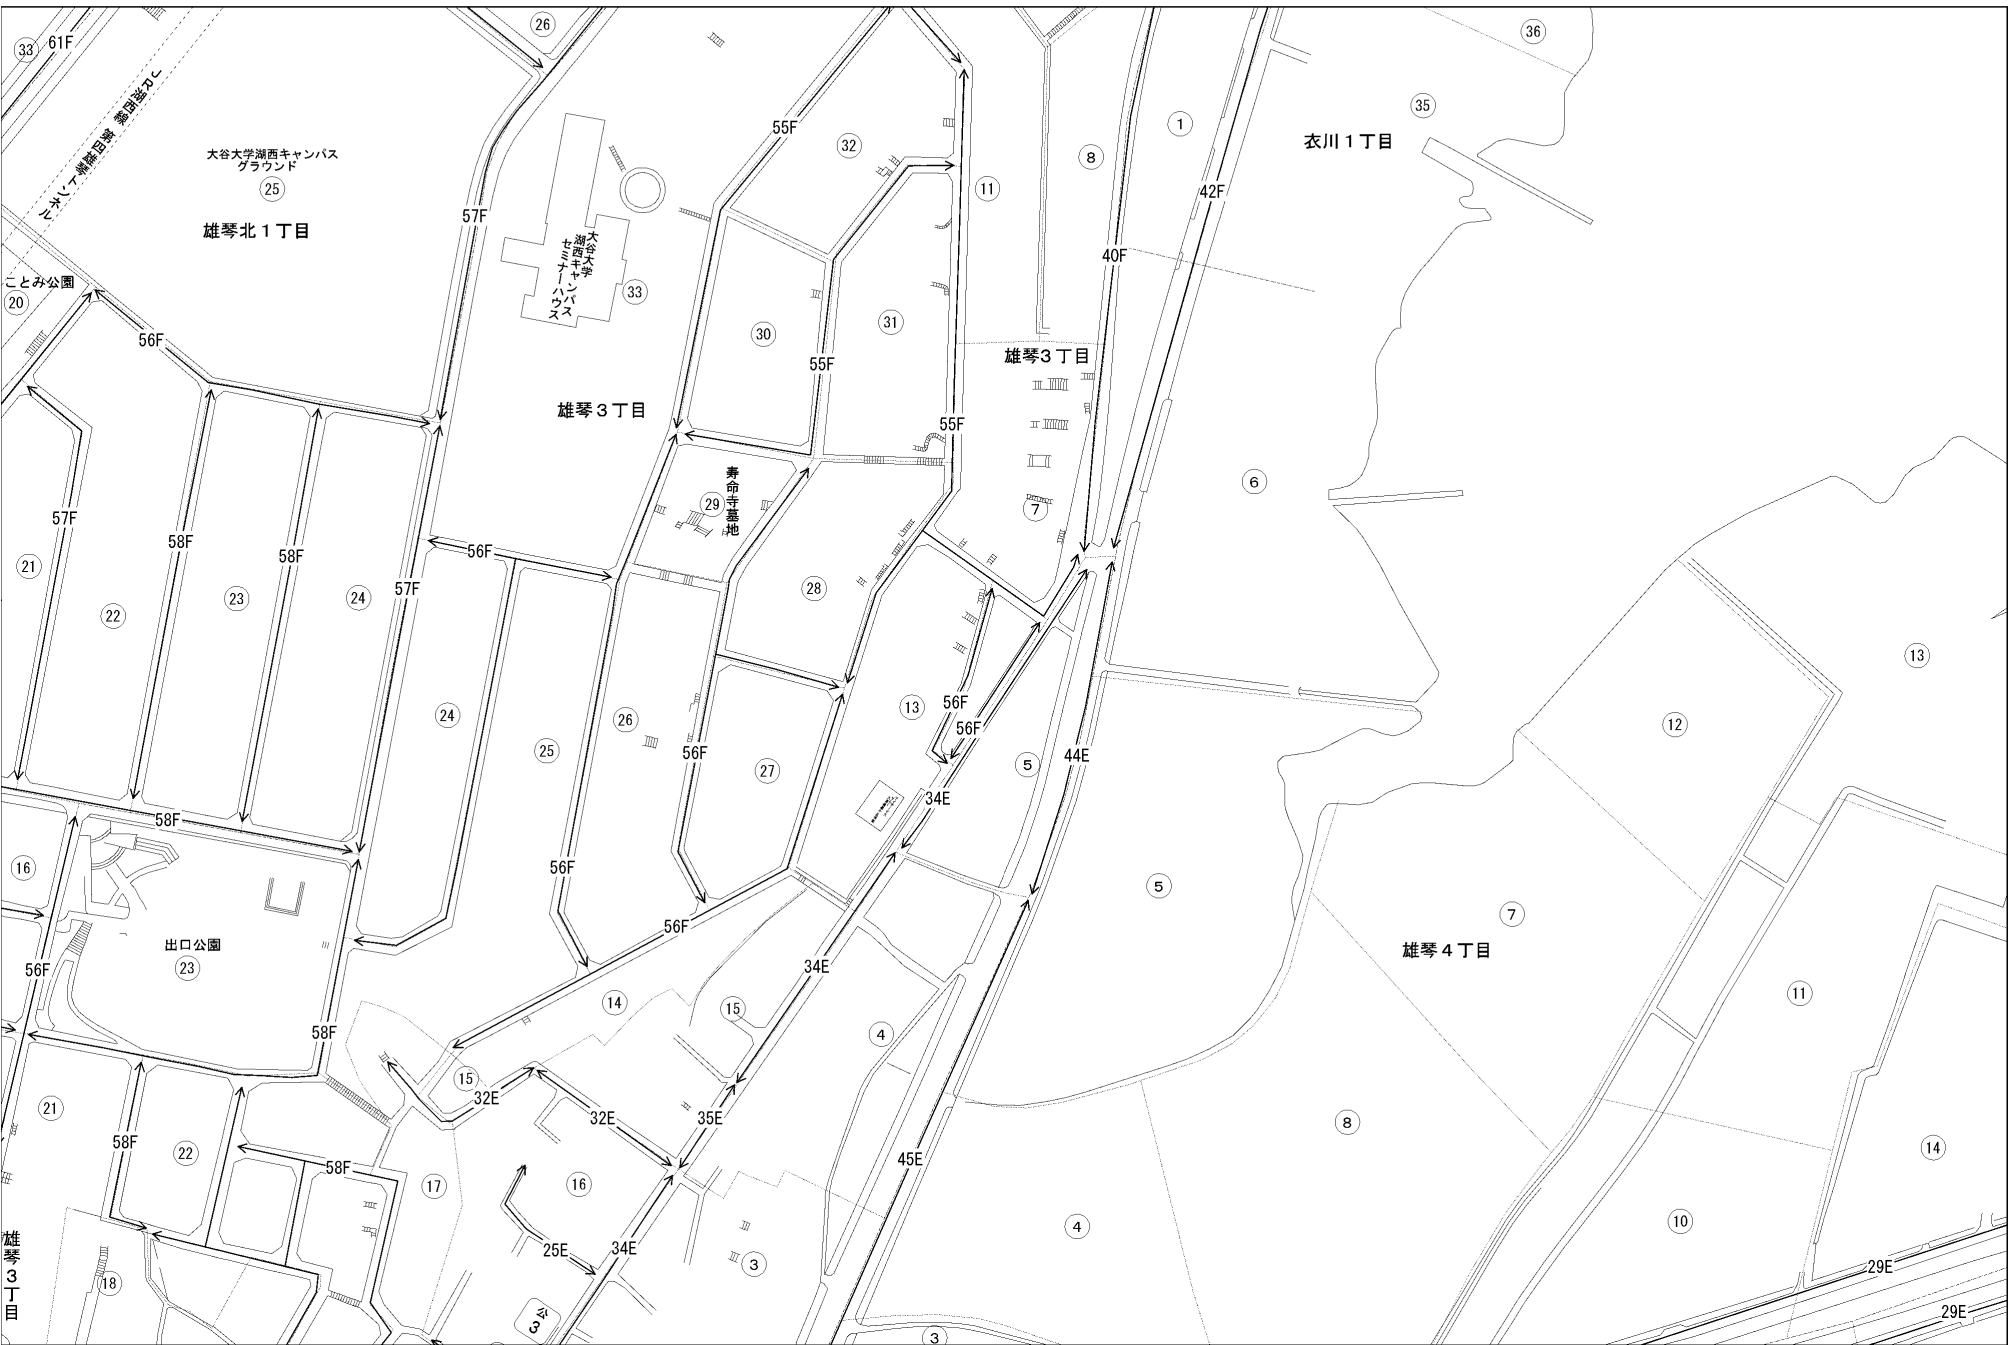 33
61F
26
36
35
JR湖西線 第四雄琴トンネル
大谷大学湖西キャンパス
グラウンド
25
雄琴北1丁目
57F
55F
32
11
8
1
42F
衣川1丁目
40F
大谷大学
湖西キャンパス
セミナーハウス
33
ことみ公園
20
56F
30
31
55F
雄琴3丁目
雄琴3丁目
55F
57F
58F
58F
57F
56F
寿命寺墓地
29
7
6
21
22
23
24
28
24
25
26
56F
27
13
56F
56F
5
44E
34E
12
13
16
58F
56F
5
7
雄琴4丁目
出口公園
23
56F
56F
34E
14
15
4
11
58F
15
32E
32E
35E
21
58F
22
58F
17
16
45E
8
14
4
10
雄琴3丁目
18
25E
34E
3
公3
3
29E
29E